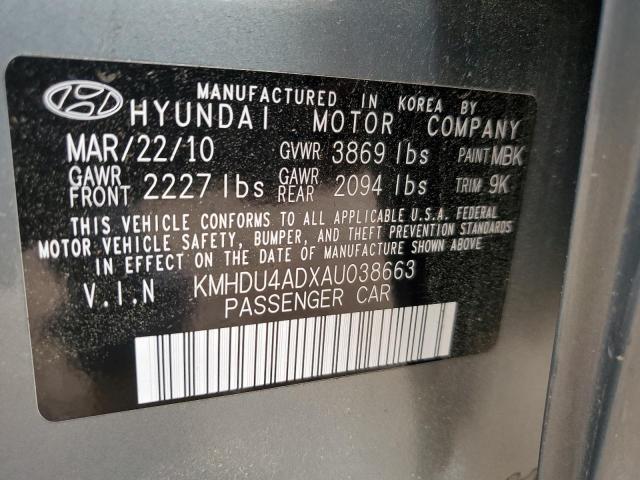 MANUFACTURED IN KOREA BY
HYUNDAI MOTOR COMPANY
MAR/22/10 GVWR 3869 lbs PAINT MBK
GAWR FRONT 2227 lbs GAWR REAR 2094 lbs TRIM 9K
THIS VEHICLE CONFORMS TO ALL APPLICABLE U.S.A. FEDERAL
MOTOR VEHICLE SAFETY, BUMPER, AND THEFT PREVENTION STANDARDS
IN EFFECT ON THE DATE OF MANUFACTURE SHOWN ABOVE.
V.I.N KMHDU4ADXAU038663
PASSENGER CAR